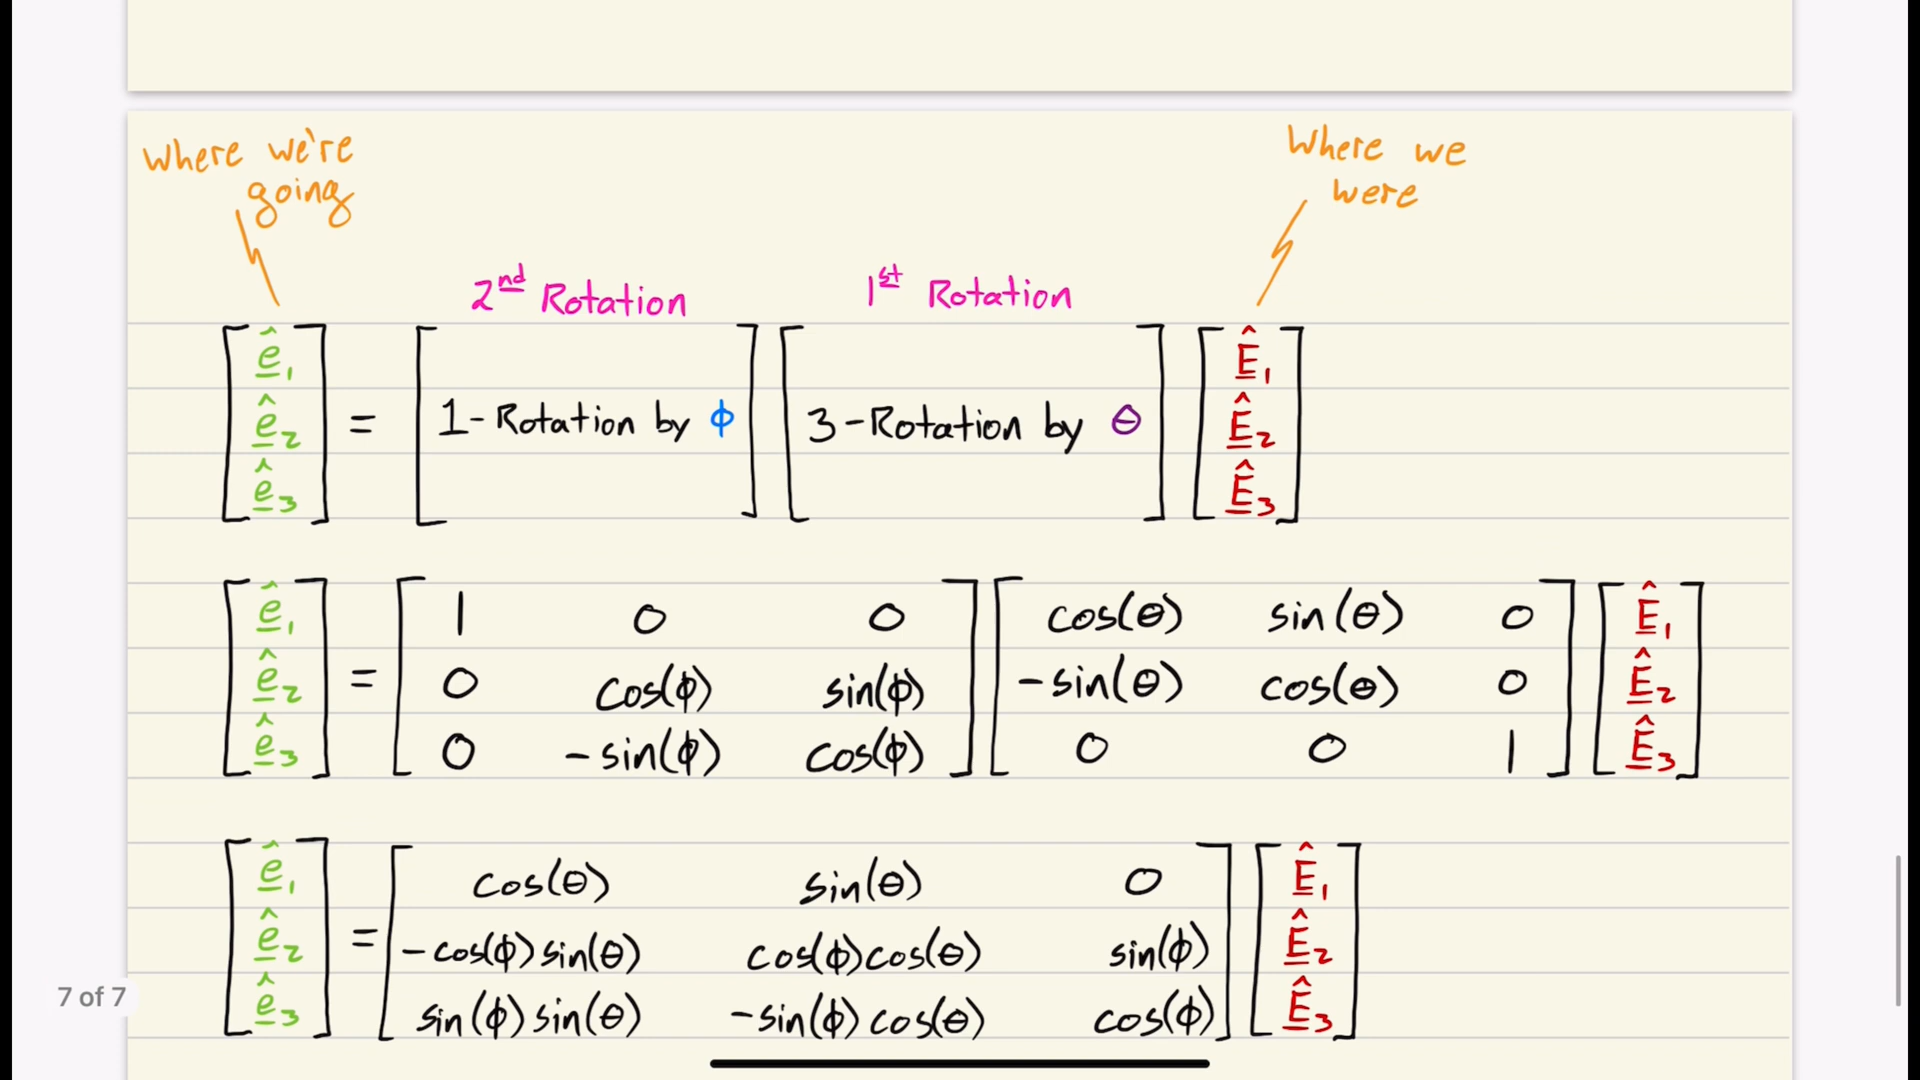 Where we're going
Where we were
2nd Rotation 1st Rotation
[ê₁ ê₂ ê₃] = [1-Rotation by ϕ] [3-Rotation by θ] [Ê₁ Ê₂ Ê₃]
ê₁ 1 0 0 cos(θ) sin(θ) 0 Ê₁
ê₂ = 0 cos(ϕ) sin(ϕ) -sin(θ) cos(θ) 0 Ê₂
ê₃ 0 -sin(ϕ) cos(ϕ) 0 0 1 Ê₃
ê₁ cos(θ) sin(θ) 0 Ê₁
ê₂ = -cos(ϕ)sin(θ) cos(ϕ)cos(θ) sin(ϕ) Ê₂
ê₃ sin(ϕ)sin(θ) -sin(ϕ)cos(θ) cos(ϕ) Ê₃
7 of 7